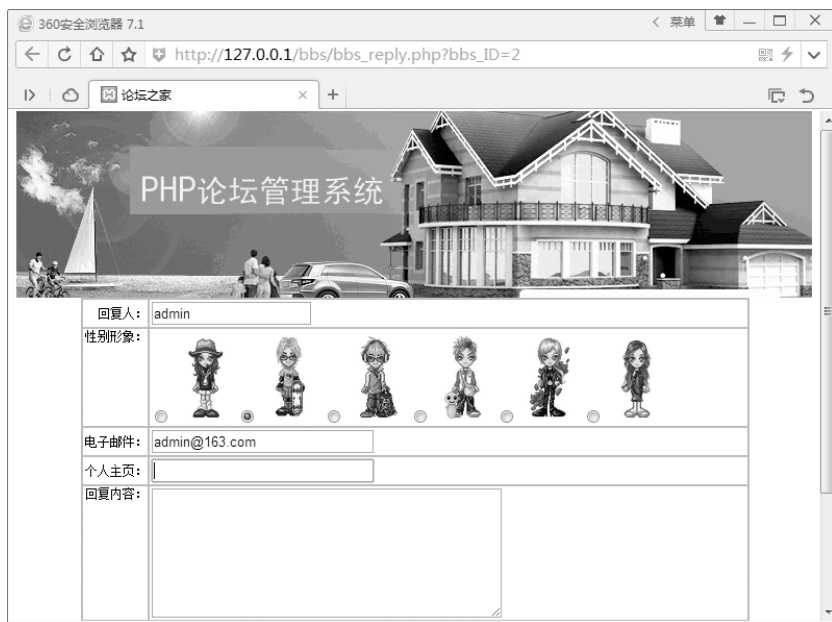 360安全浏览器 7.1
菜单
http://127.0.0.1/bbs/bbs_reply.php?bbs_ID=2
论坛之家
PHP论坛管理系统
回复人： admin
性别形象：
电子邮件： admin@163.com
个人主页：
回复内容：